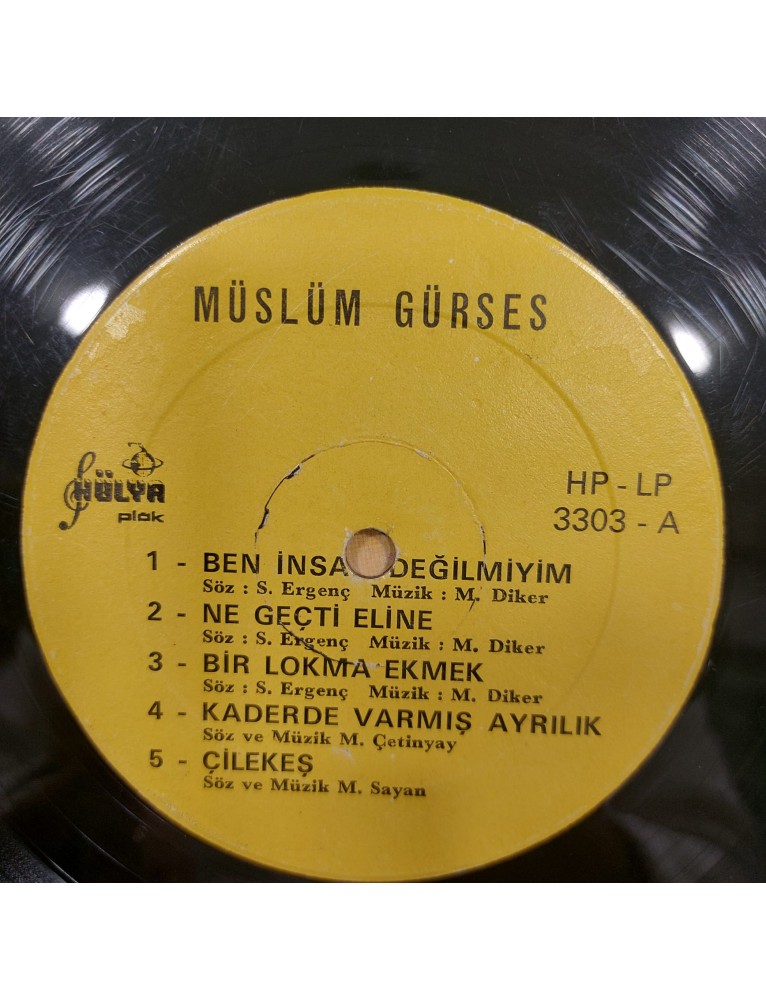 MÜSLÜM GÜRSES
HÜLYA
plak
HP - LP
3303 - A
1 - BEN İNSA DEĞİLMİYİM
Söz : S. Ergenç Müzik : M. Diker
2 - NE GEÇTİ ELİNE
Söz : S. Ergenç Müzik : M. Diker
3 - BİR LOKMA EKMEK
Söz : S. Ergenç Müzik : M. Diker
4 - KADERDE VARMIŞ AYRILIK
Söz ve Müzik M. Çetinyay
5 - ÇİLEKEŞ
Söz ve Müzik M. Sayan